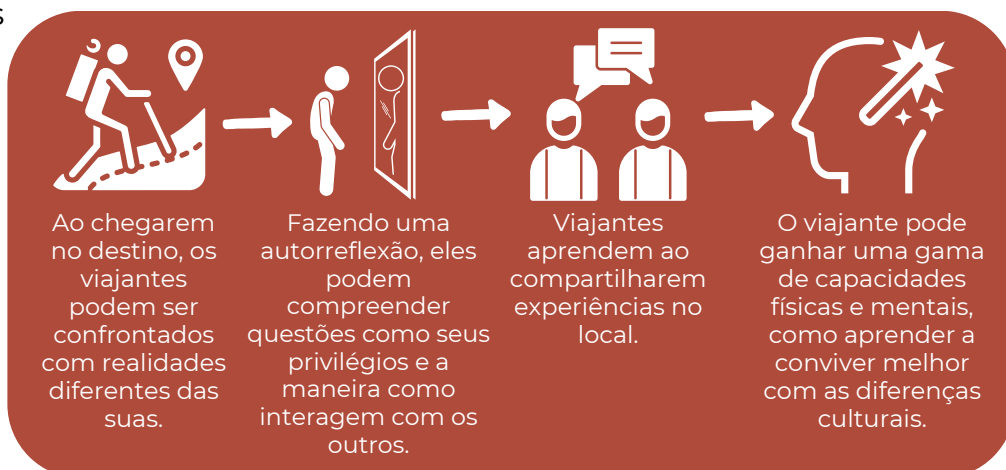 s
Ao chegarem
no destino, os
viajantes
podem ser
confrontados
com realidades
diferentes das
suas.
Fazendo uma
autorreflexão, eles
podem
compreender
questões como seus
privilégios e a
maneira como
interagem com os
outros.
Viajantes
aprendem ao
compartilharem
experiências no
local.
O viajante pode
ganhar uma gama
de capacidades
físicas e mentais,
como aprender a
conviver melhor
com as diferenças
culturais.